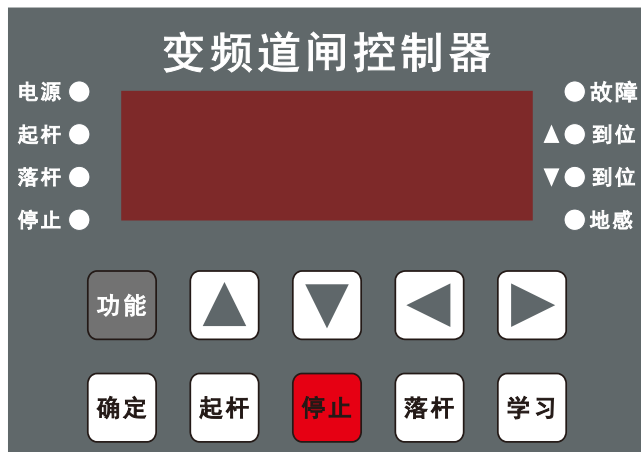 变频道闸控制器
电源
故障
起杆
▲ 到位
落杆
▼ 到位
停止
地感
功能 ▲ ▼ ◀ ▶
确定 起杆 停止 落杆 学习